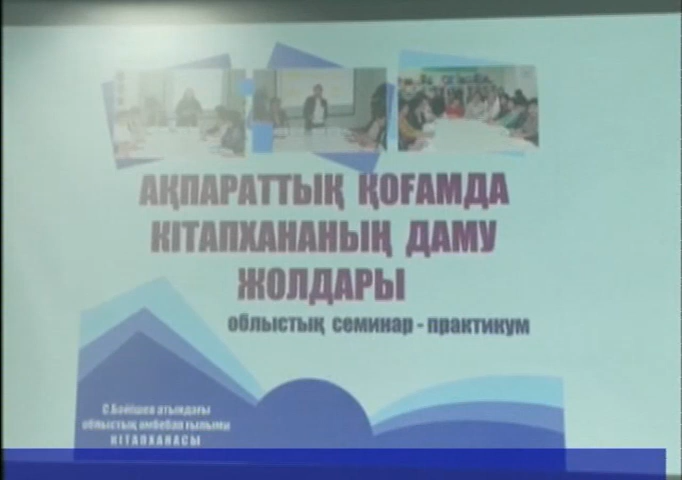 АҚПАРАТТЫҚ ҚОҒАМДА
КІТАПХАНАНЫҢ ДАМУ
ЖОЛДАРЫ
облыстық семинар - практикум
С.Бәйішев атындағы
облыстық әмбебап ғылыми
КІТАПХАНАСЫ